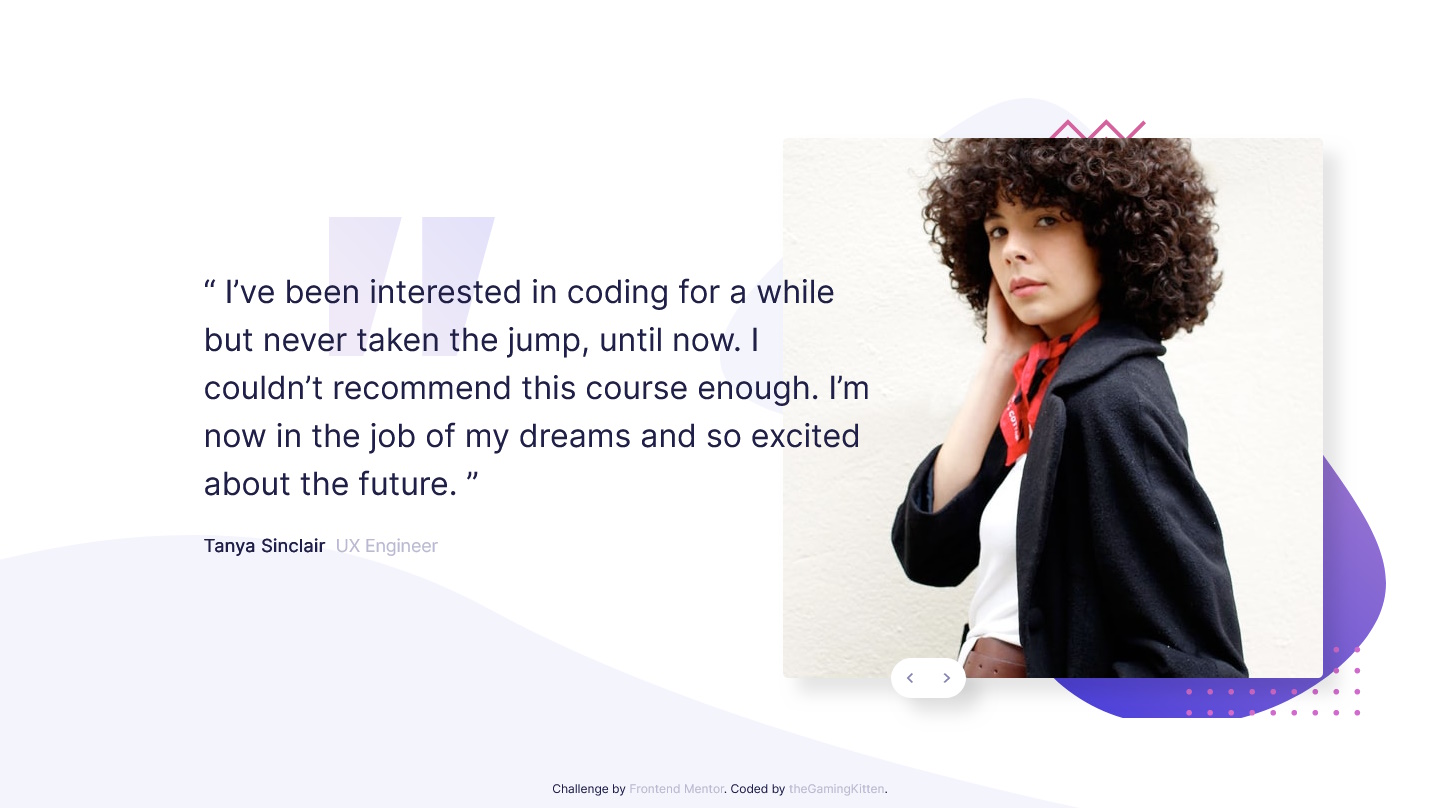 “ I’ve been interested in coding for a while
but never taken the jump, until now. I
couldn’t recommend this course enough. I’m
now in the job of my dreams and so excited
about the future. ”
Tanya Sinclair UX Engineer
Challenge by Frontend Mentor. Coded by theGamingKitten.